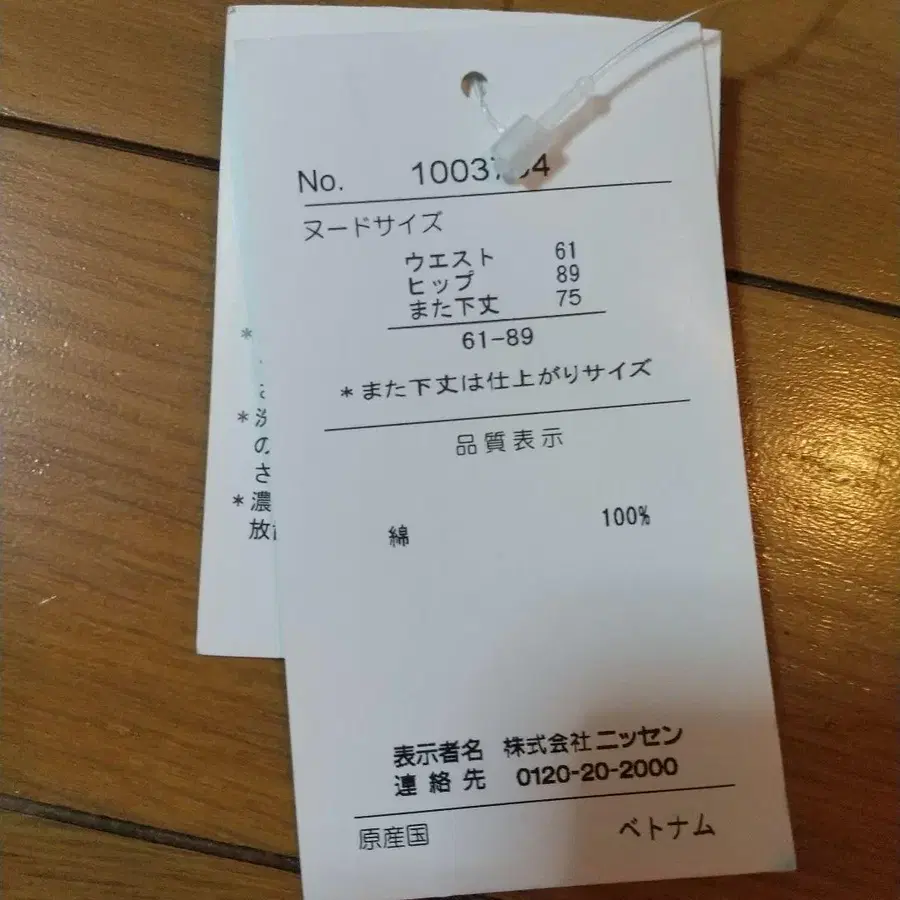 No.
ヌードサイズ
ウエスト 61
ヒップ 89
また下丈 75
61-89
*また下丈は仕上がりサイズ
品質表示
綿 100%
表示者名 株式会社ニッセン
連絡先 0120-20-2000
原産国 ベトナム
*
*
の
さ
*濃